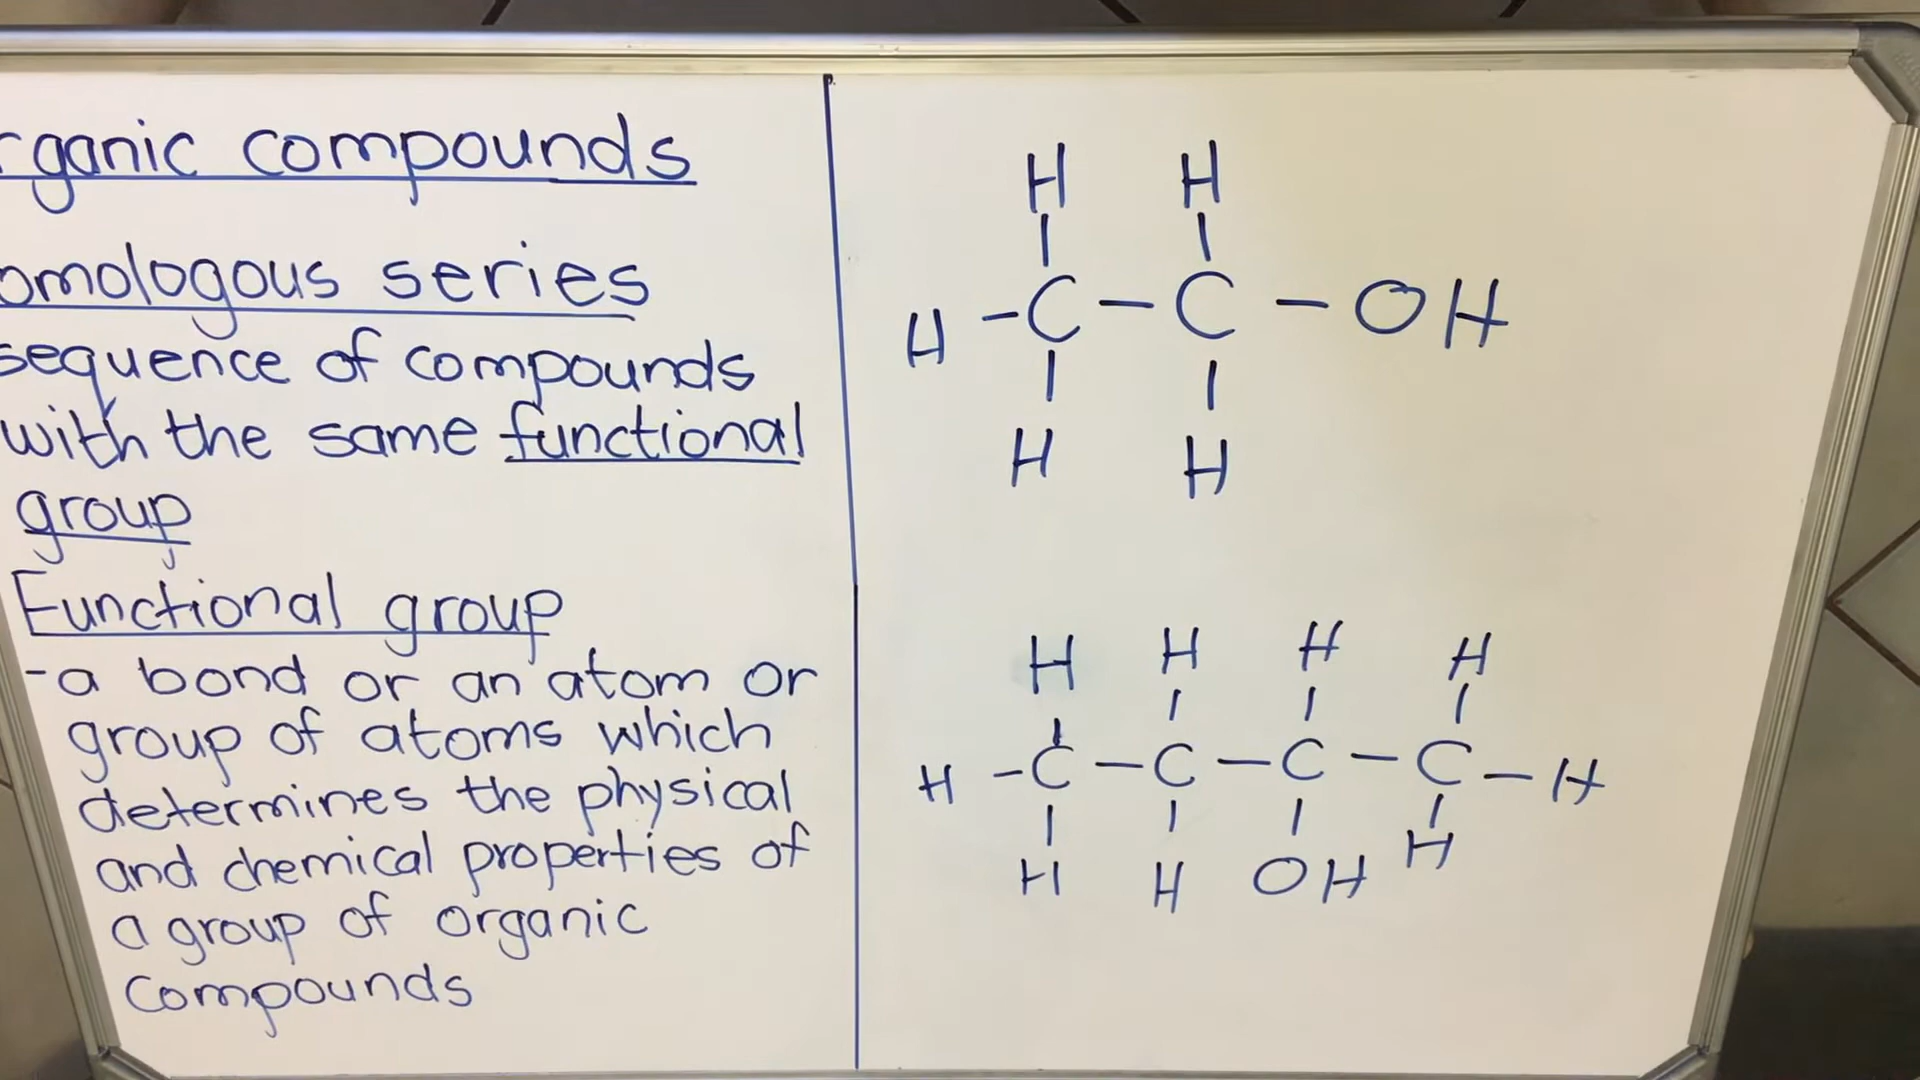 rganic compounds
omologous series
sequence of compounds
with the same functional
group
Functional group
-a bond or an atom or
group of atoms which
determines the physical
and chemical properties of
a group of organic
compounds
H H
H - C - C - OH
H H
H H H H
H - C - C - C - C - H
H H OH H